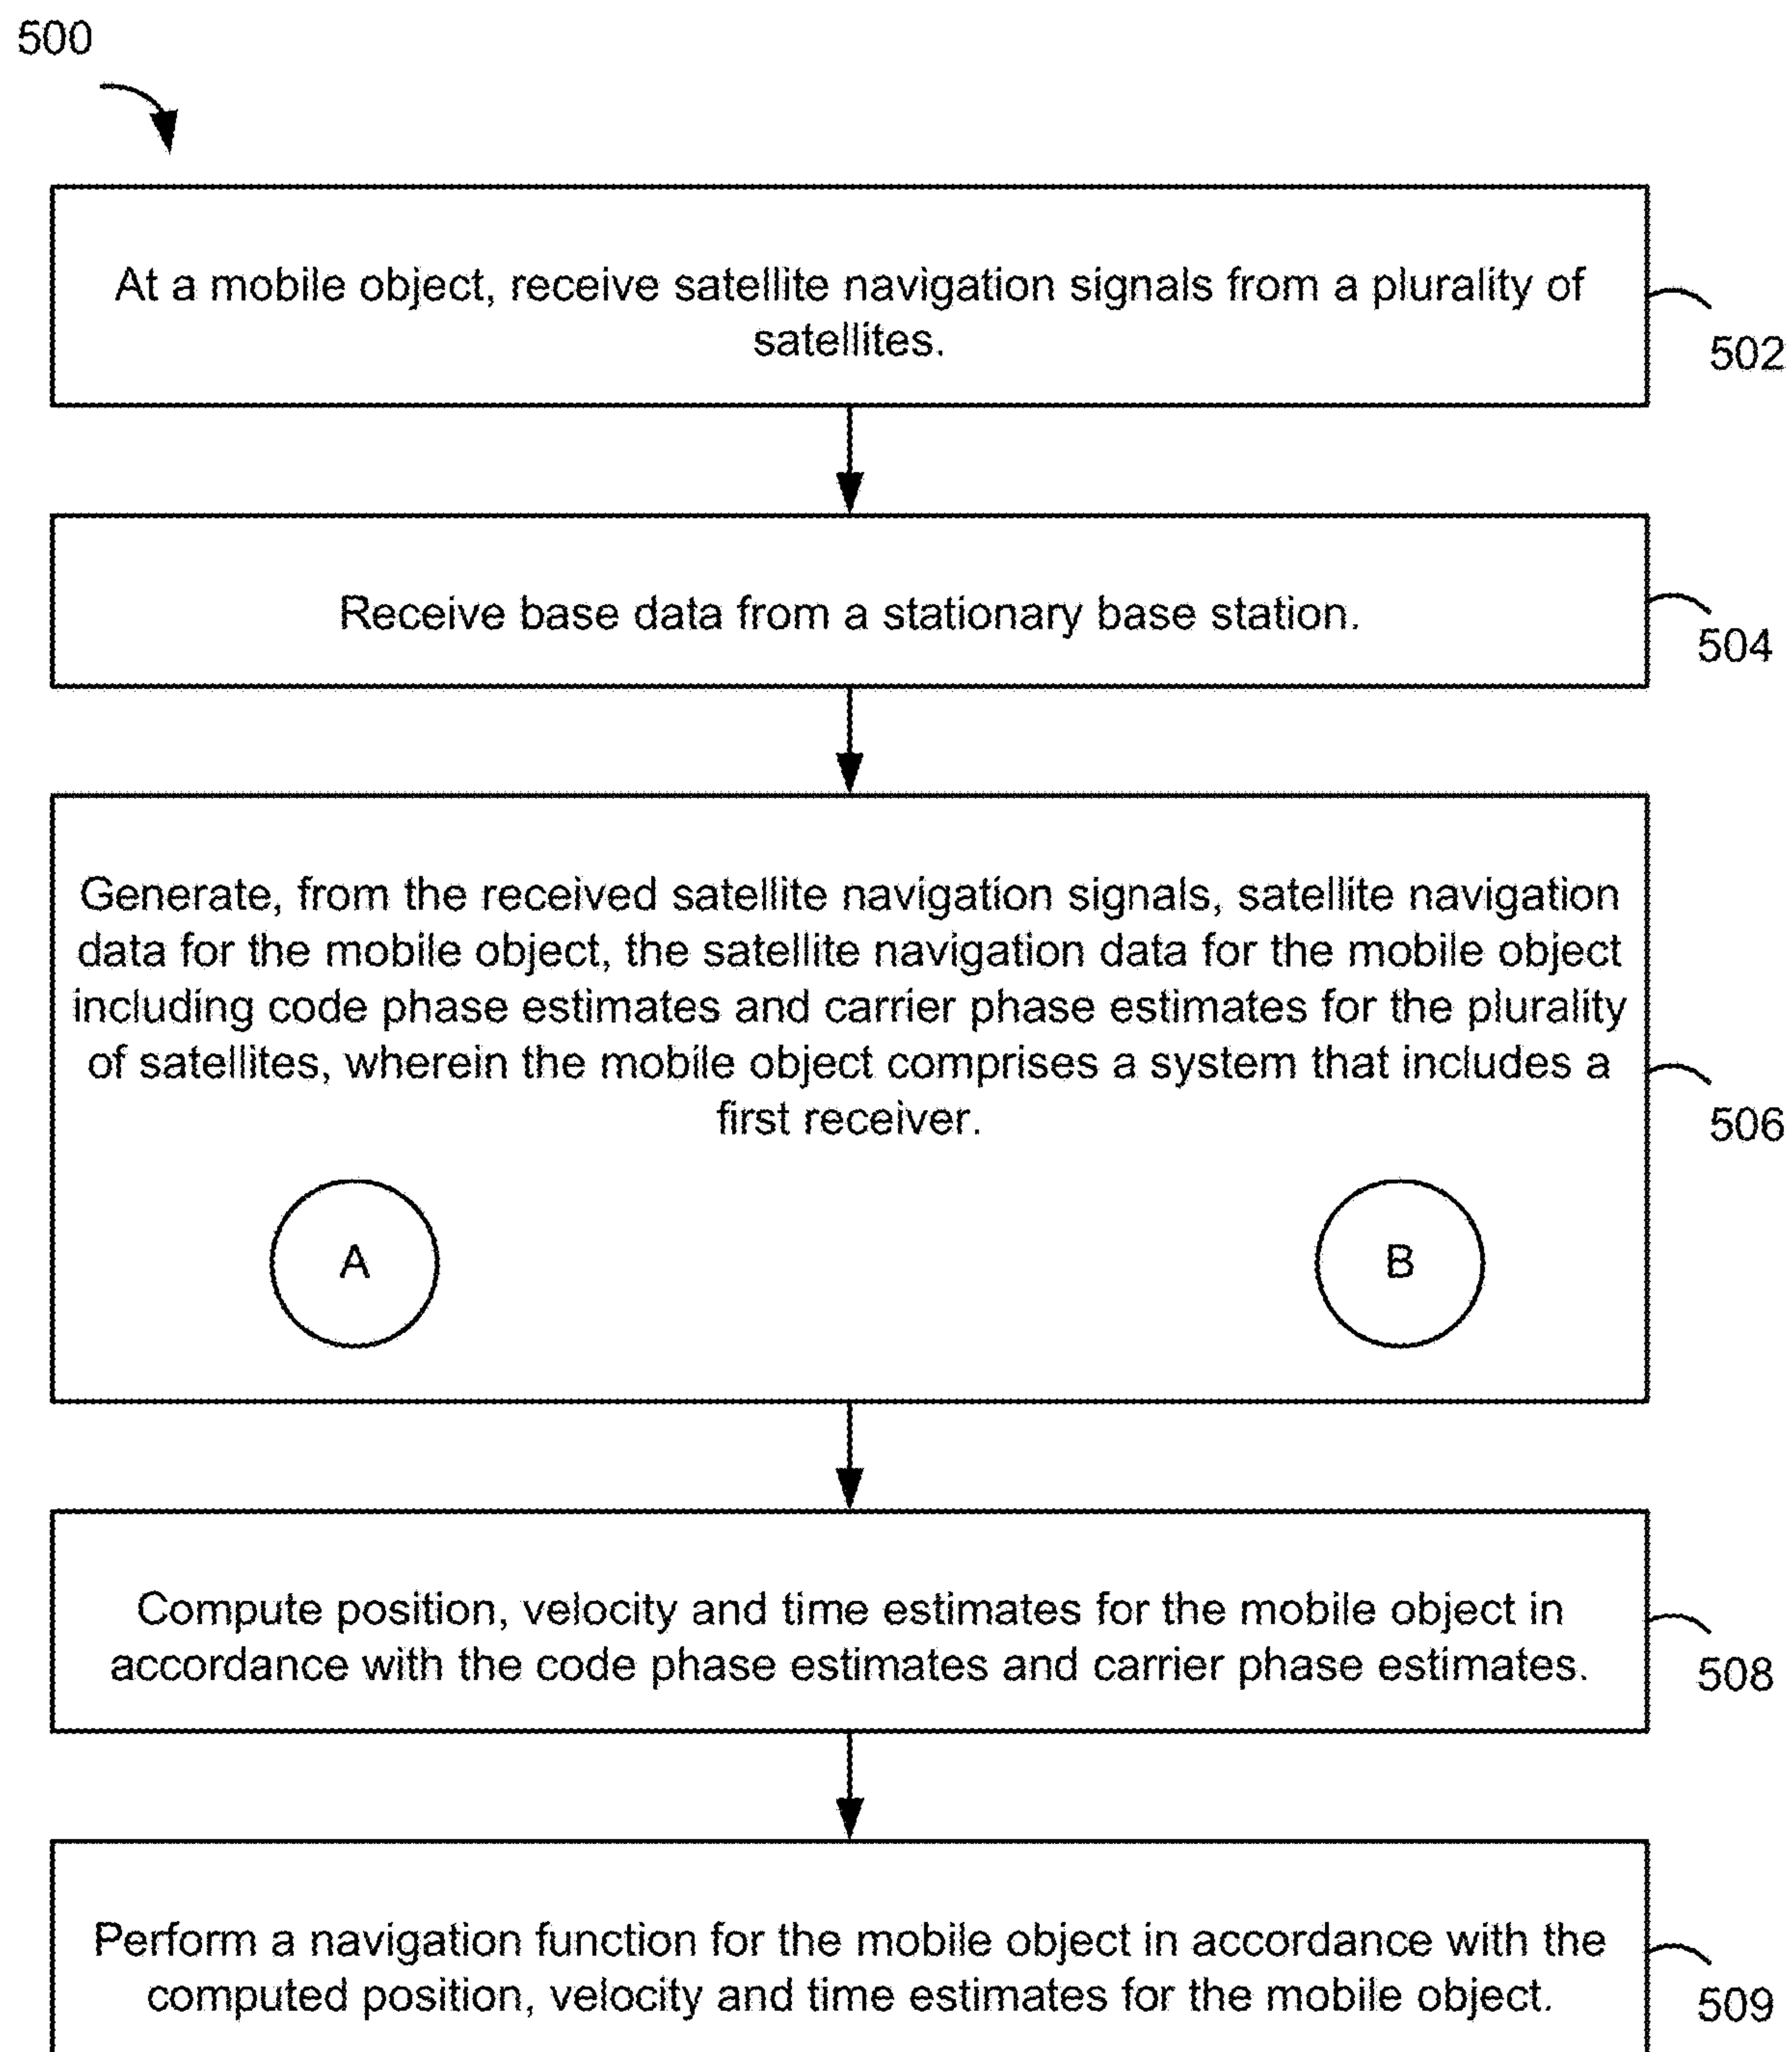 500
At a mobile object, receive satellite navigation signals from a plurality of
satellites.
502
Receive base data from a stationary base station.
504
Generate, from the received satellite navigation signals, satellite navigation
data for the mobile object, the satellite navigation data for the mobile object
including code phase estimates and carrier phase estimates for the plurality
of satellites, wherein the mobile object comprises a system that includes a
first receiver.
506
A
B
Compute position, velocity and time estimates for the mobile object in
accordance with the code phase estimates and carrier phase estimates.
508
Perform a navigation function for the mobile object in accordance with the
computed position, velocity and time estimates for the mobile object.
509